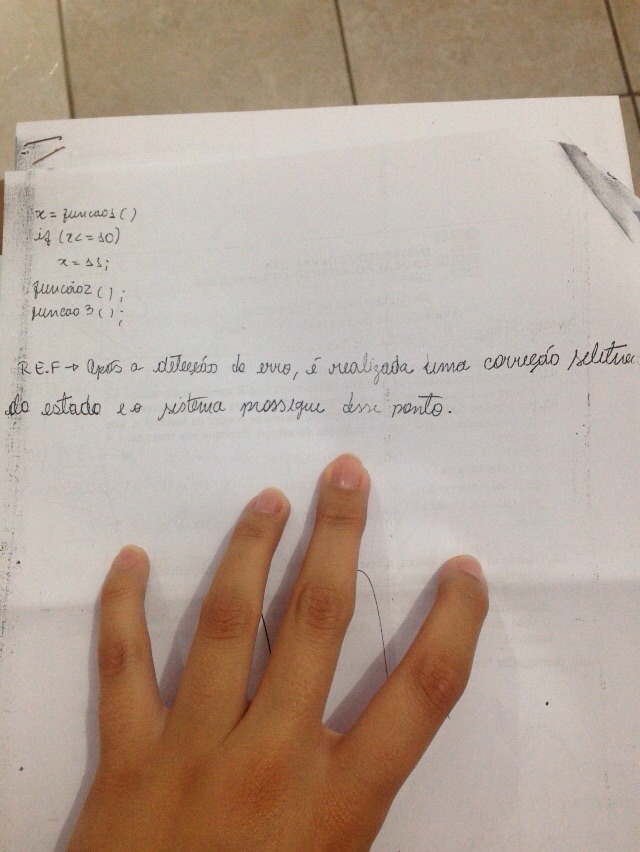 x = funcao1()
if (x <= 10)
x = 11;
funcao2();
funcao3();
R.E.F → Após a detecção do erro, é realizada uma correção seletiva
do estado e o sistema prossegue desse ponto.